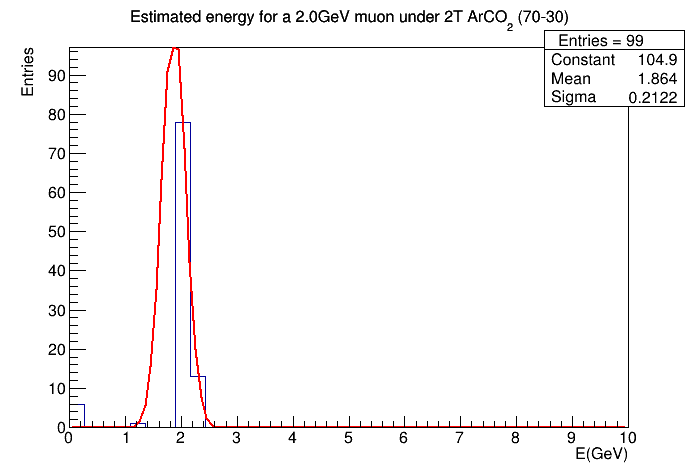 Estimated energy for a 2.0GeV muon under 2T ArCO2 (70-30)
Entries = 99
Constant 104.9
Mean 1.864
Sigma 0.2122
Entries
90
80
70
60
50
40
30
20
10
0
0 1 2 3 4 5 6 7 8 9 10
E(GeV)